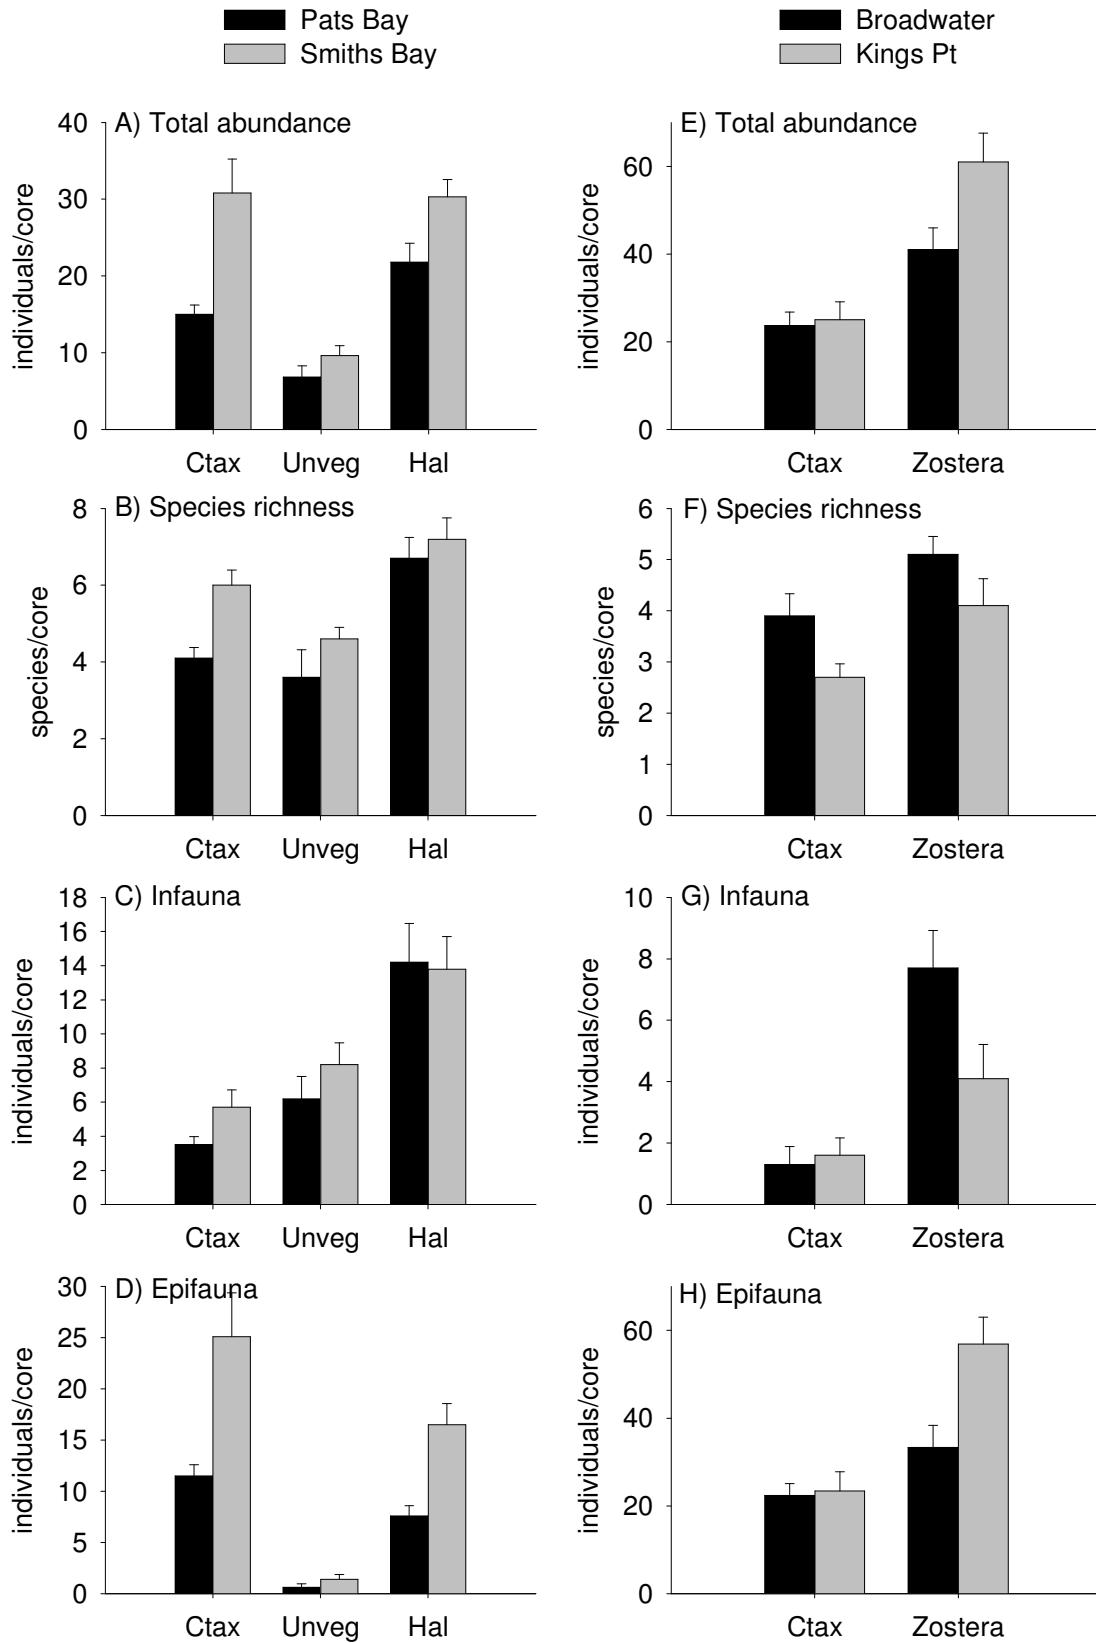 Pats Bay
Smiths Bay
Broadwater
Kings Pt
A) Total abundance
individuals/core
40
30
20
10
0
Ctax Unveg Hal
E) Total abundance
individuals/core
60
40
20
0
Ctax Zostera
B) Species richness
species/core
8
6
4
2
0
Ctax Unveg Hal
F) Species richness
species/core
6
5
4
3
2
1
0
Ctax Zostera
C) Infauna
individuals/core
18
16
14
12
10
8
6
4
2
0
Ctax Unveg Hal
G) Infauna
individuals/core
10
8
6
4
2
0
Ctax Zostera
D) Epifauna
individuals/core
30
25
20
15
10
5
0
Ctax Unveg Hal
H) Epifauna
individuals/core
60
40
20
0
Ctax Zostera